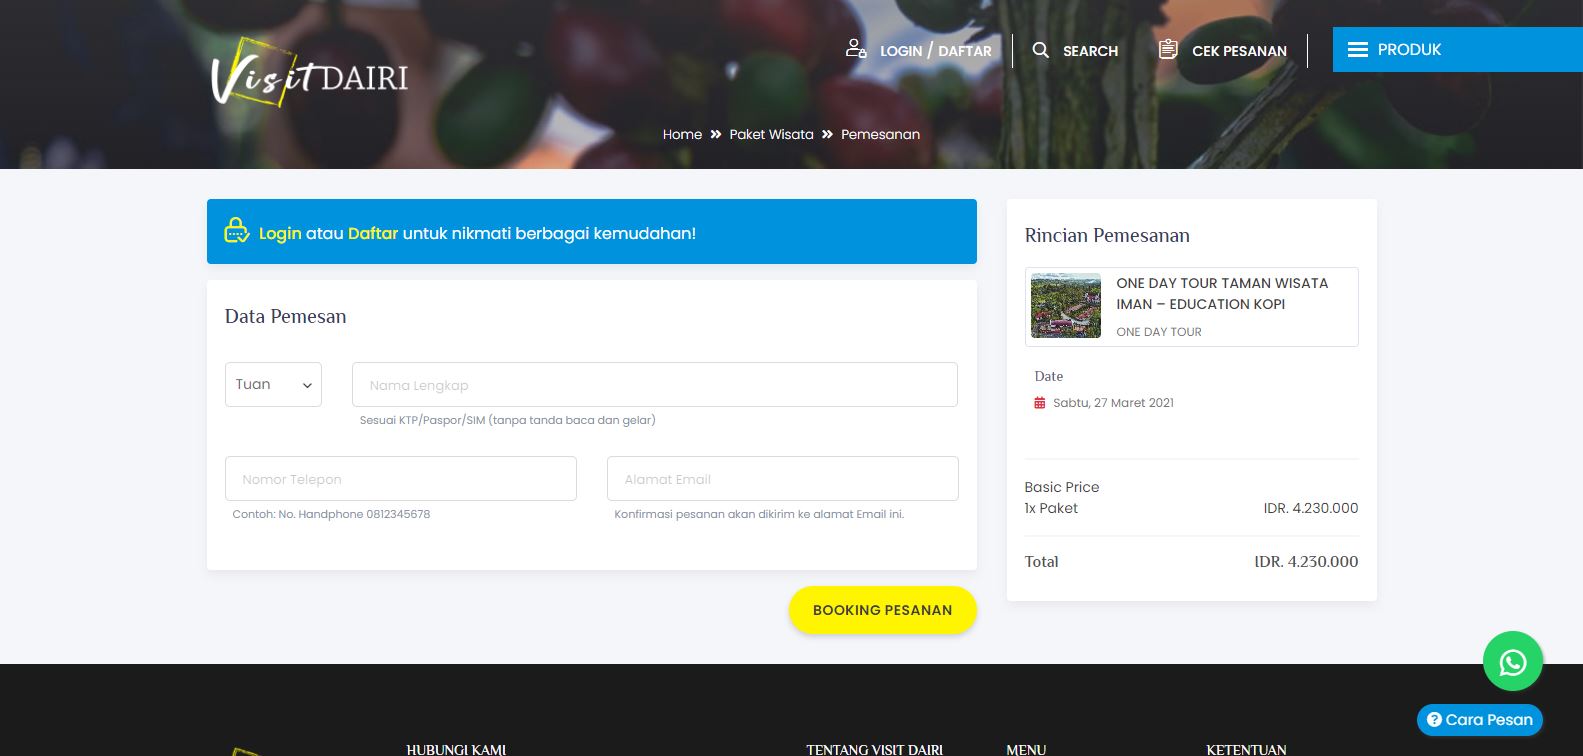 Visit DAIRI
LOGIN / DAFTAR
SEARCH
CEK PESANAN
PRODUK
Home » Paket Wisata » Pemesanan
Login atau Daftar untuk nikmati berbagai kemudahan!
Data Pemesan
Tuan
Nama Lengkap
Sesuai KTP/Paspor/SIM (tanpa tanda baca dan gelar)
Nomor Telepon
Alamat Email
Contoh: No. Handphone 0812345678
Konfirmasi pesanan akan dikirim ke alamat Email ini.
BOOKING PESANAN
Rincian Pemesanan
ONE DAY TOUR TAMAN WISATA
IMAN – EDUCATION KOPI
ONE DAY TOUR
Date
Sabtu, 27 Maret 2021
Basic Price
1x Paket IDR. 4.230.000
Total IDR. 4.230.000
Cara Pesan
HUBUNGI KAMI
TENTANG VISIT DAIRI
MENU
KETENTUAN